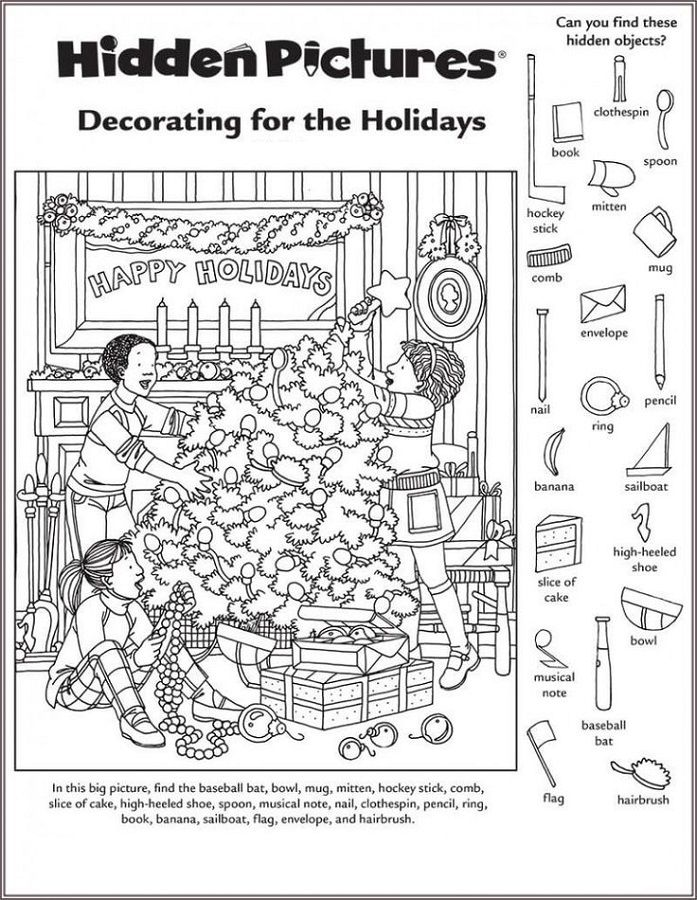 Hidden Pictures®
Decorating for the Holidays
HAPPY HOLIDAYS
Can you find these
hidden objects?
clothespin
book
spoon
mitten
hockey
stick
mug
comb
envelope
nail
pencil
ring
banana
sailboat
high-heeled
shoe
slice of
cake
bowl
musical
note
baseball
bat
flag
hairbrush
In this big picture, find the baseball bat, bowl, mug, mitten, hockey stick, comb,
slice of cake, high-heeled shoe, spoon, musical note, nail, clothespin, pencil, ring,
book, banana, sailboat, flag, envelope, and hairbrush.